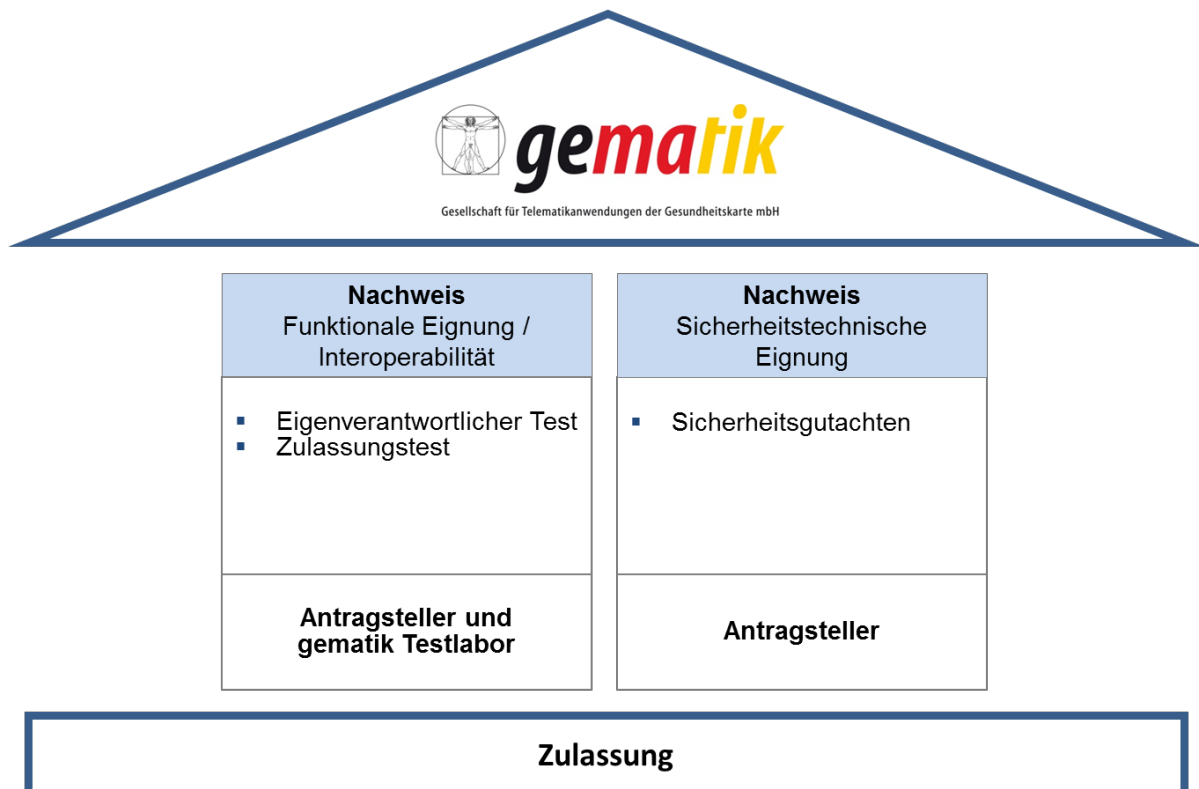 gematik
Gesellschaft für Telematikanwendungen der Gesundheitskarte mbH
Nachweis
Funktionale Eignung /
Interoperabilität
Eigenverantwortlicher Test
Zulassungstest
Antragsteller und
gematik Testlabor
Nachweis
Sicherheitstechnische
Eignung
Sicherheitsgutachten
Antragsteller
Zulassung